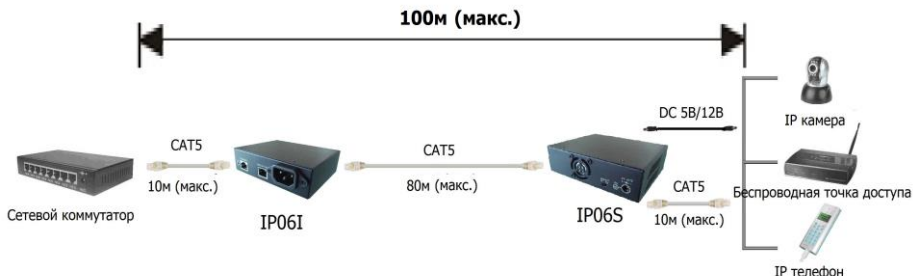 100м (макс.)
DC 5В/12В
IP камера
CAT5
CAT5
CAT5
10м (макс.)
80м (макс.)
10м (макс.)
Беспроводная точка доступа
Сетевой коммутатор
IP06I
IP06S
IP телефон